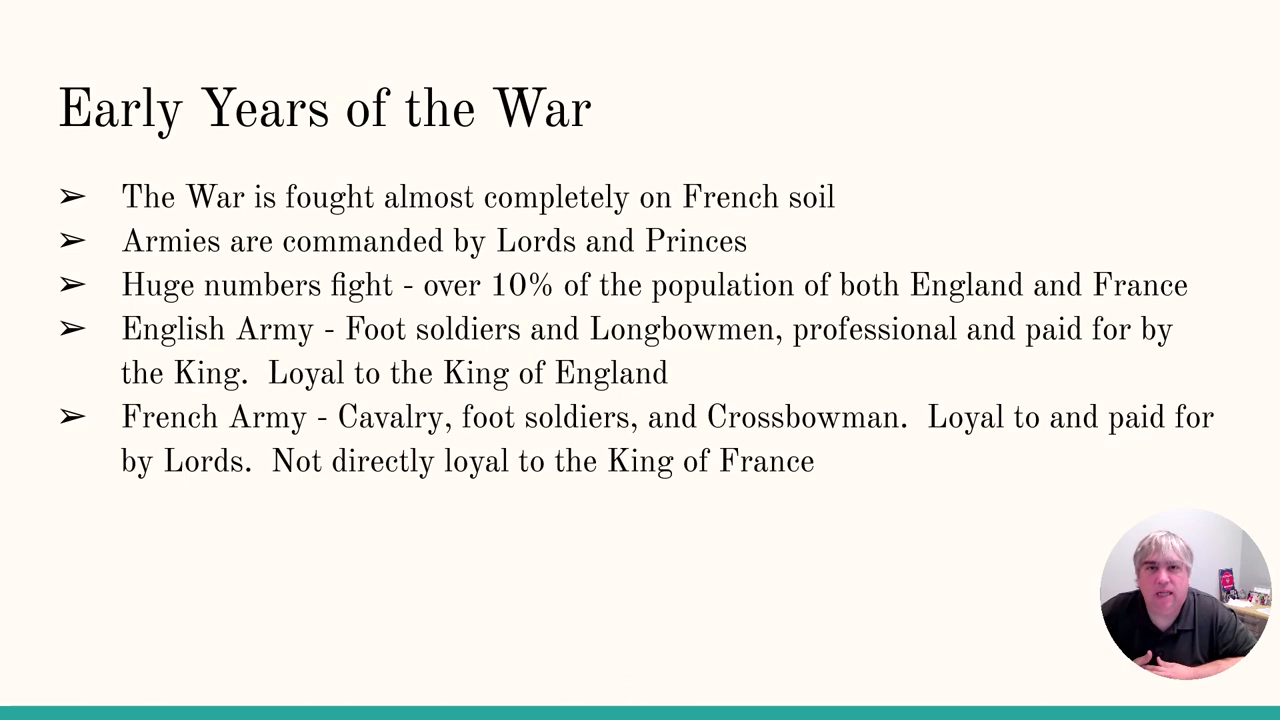 Early Years of the War
➢ The War is fought almost completely on French soil
➢ Armies are commanded by Lords and Princes
➢ Huge numbers fight - over 10% of the population of both England and France
➢ English Army - Foot soldiers and Longbowmen, professional and paid for by
the King.  Loyal to the King of England
➢ French Army - Cavalry, foot soldiers, and Crossbowman.  Loyal to and paid for
by Lords.  Not directly loyal to the King of France